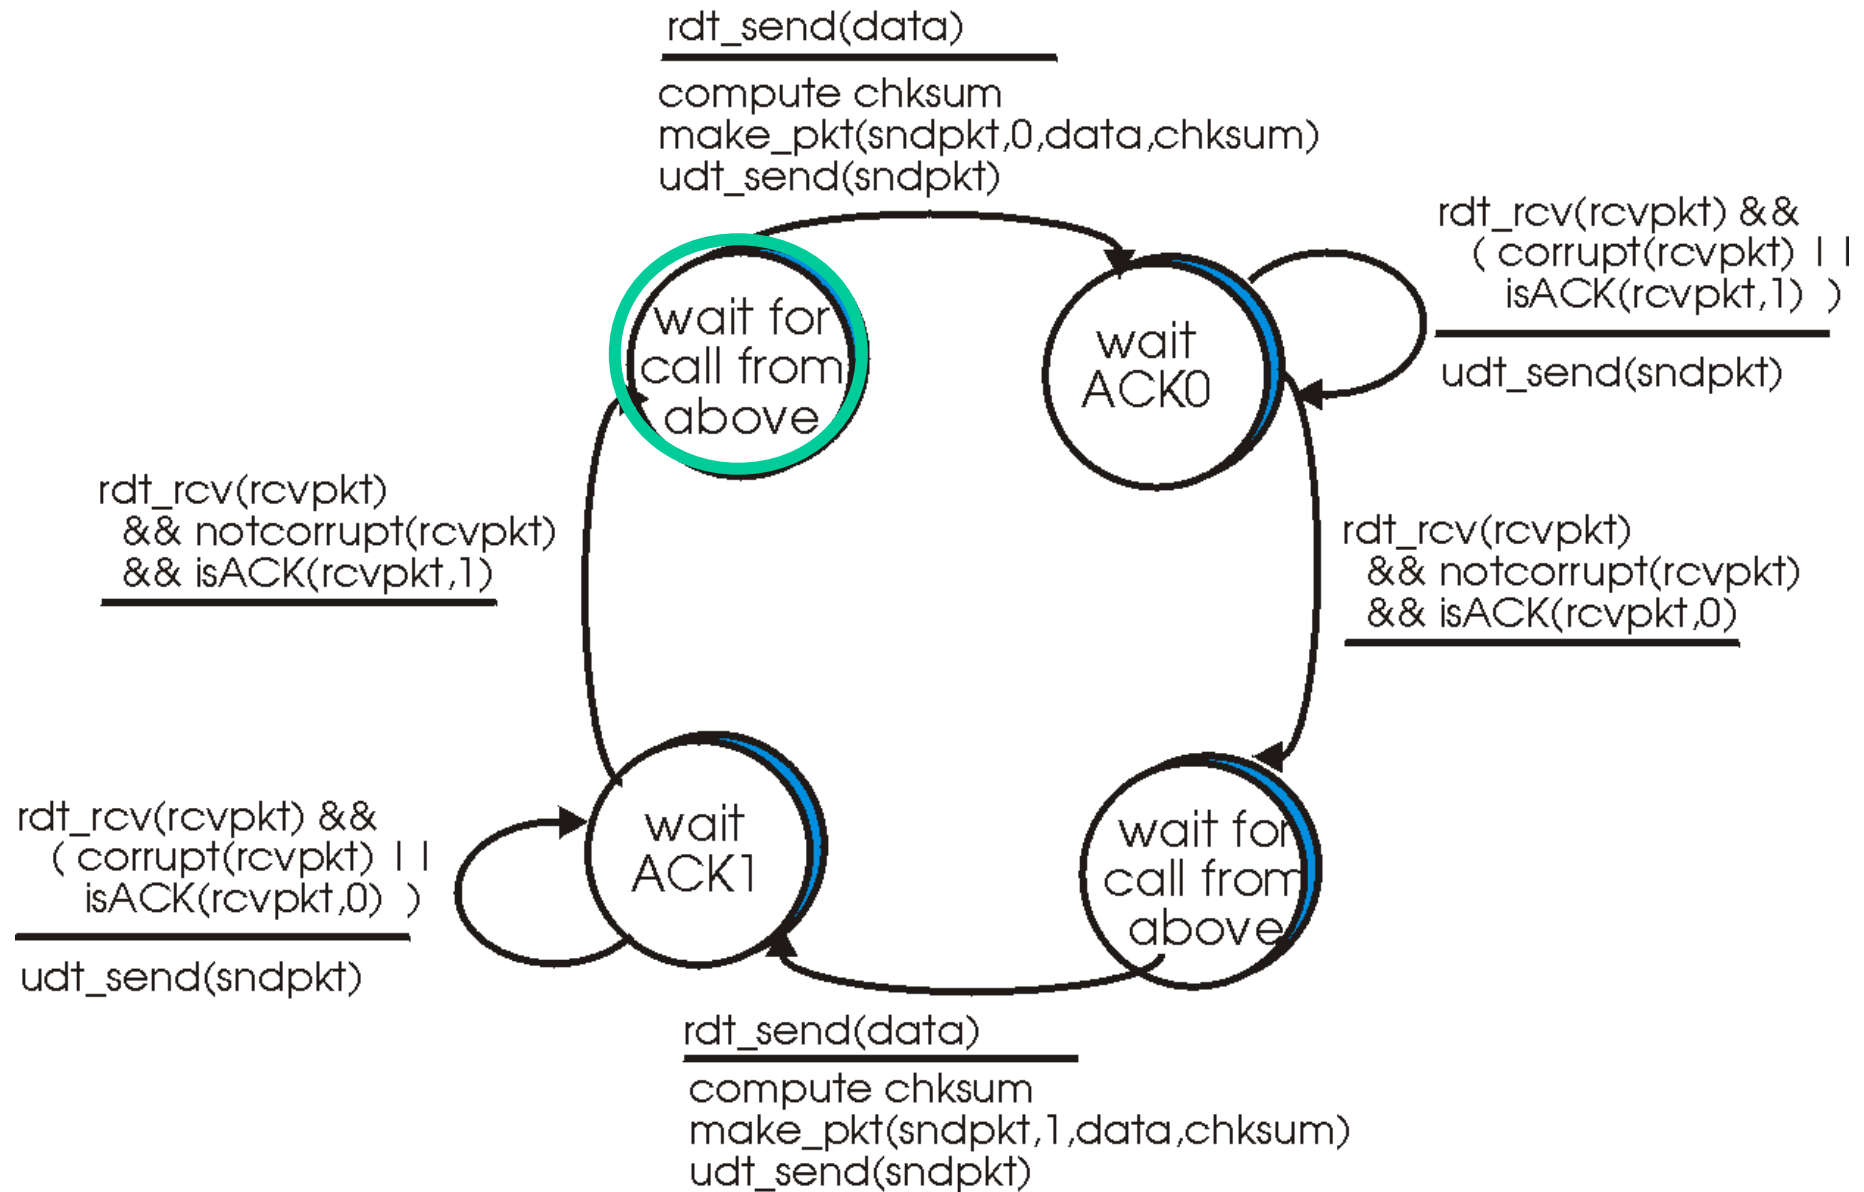 rdt_send(data)
compute chksum
make_pkt(sndpkt,0,data,chksum)
udt_send(sndpkt)
rdt_rcv(rcvpkt) &&
( corrupt(rcvpkt) ||
isACK(rcvpkt,1) )
udt_send(sndpkt)
wait for
call from
above
wait
ACK0
rdt_rcv(rcvpkt)
&& notcorrupt(rcvpkt)
&& isACK(rcvpkt,1)
rdt_rcv(rcvpkt)
&& notcorrupt(rcvpkt)
&& isACK(rcvpkt,0)
rdt_rcv(rcvpkt) &&
( corrupt(rcvpkt) ||
isACK(rcvpkt,0) )
udt_send(sndpkt)
wait
ACK1
wait for
call from
above
rdt_send(data)
compute chksum
make_pkt(sndpkt,1,data,chksum)
udt_send(sndpkt)